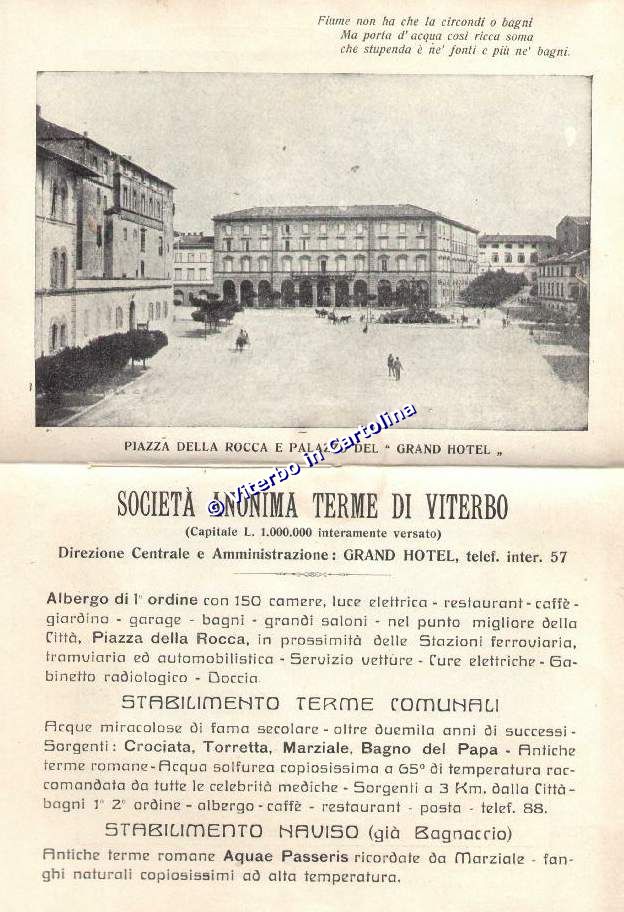 Fiume non ha che la circondi o bagni
Ma porta d'acqua così ricca soma
che stupenda è ne' fonti e più ne' bagni.
PIAZZA DELLA ROCCA E PALAZZO DEL " GRAND HOTEL „
© Viterbo in Cartolina
SOCIETÀ ANONIMA TERME DI VITERBO
(Capitale L. 1.000.000 interamente versato)
Direzione Centrale e Amministrazione: GRAND HOTEL, telef. inter. 57
Albergo di 1° ordine con 150 camere, luce elettrica - restaurant - caffè -
giardino - garage - bagni - grandi saloni - nel punto migliore della
Città, Piazza della Rocca, in prossimità delle Stazioni ferroviaria,
tramviaria ed automobilistica - Servizio vetture - Cure elettriche - Ga-
binetto radiologico - Doccia
STABILIMENTO TERME COMUNALI
Acque miracolose di fama secolare - oltre duemila anni di successi -
Sorgenti: Crociata, Torretta, Marziale, Bagno del Papa - Antiche
terme romane - Acqua solfurea copiosissima a 65° di temperatura rac-
comandata da tutte le celebrità mediche - Sorgenti a 3 Km. dalla Città -
bagni 1° 2° ordine - albergo - caffè - restaurant - posta - telef. 88.
STABILIMENTO NAVISO (già Bagnaccio)
Antiche terme romane Aquae Passeris ricordate da Marziale - fan-
ghi naturali copiosissimi ad alta temperatura.